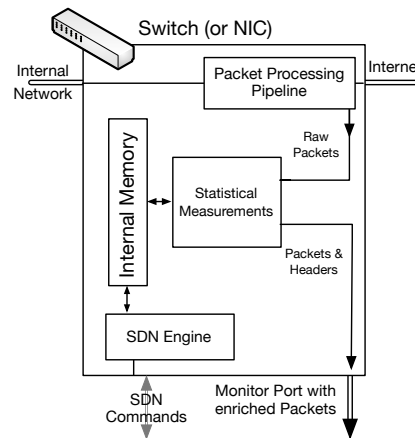 Switch (or NIC)
Internal
Network
Packet Processing
Pipeline
Interne
Raw
Packets
Internal Memory
Statistical
Measurements
Packets &
Headers
SDN Engine
SDN
Commands
Monitor Port with
enriched Packets